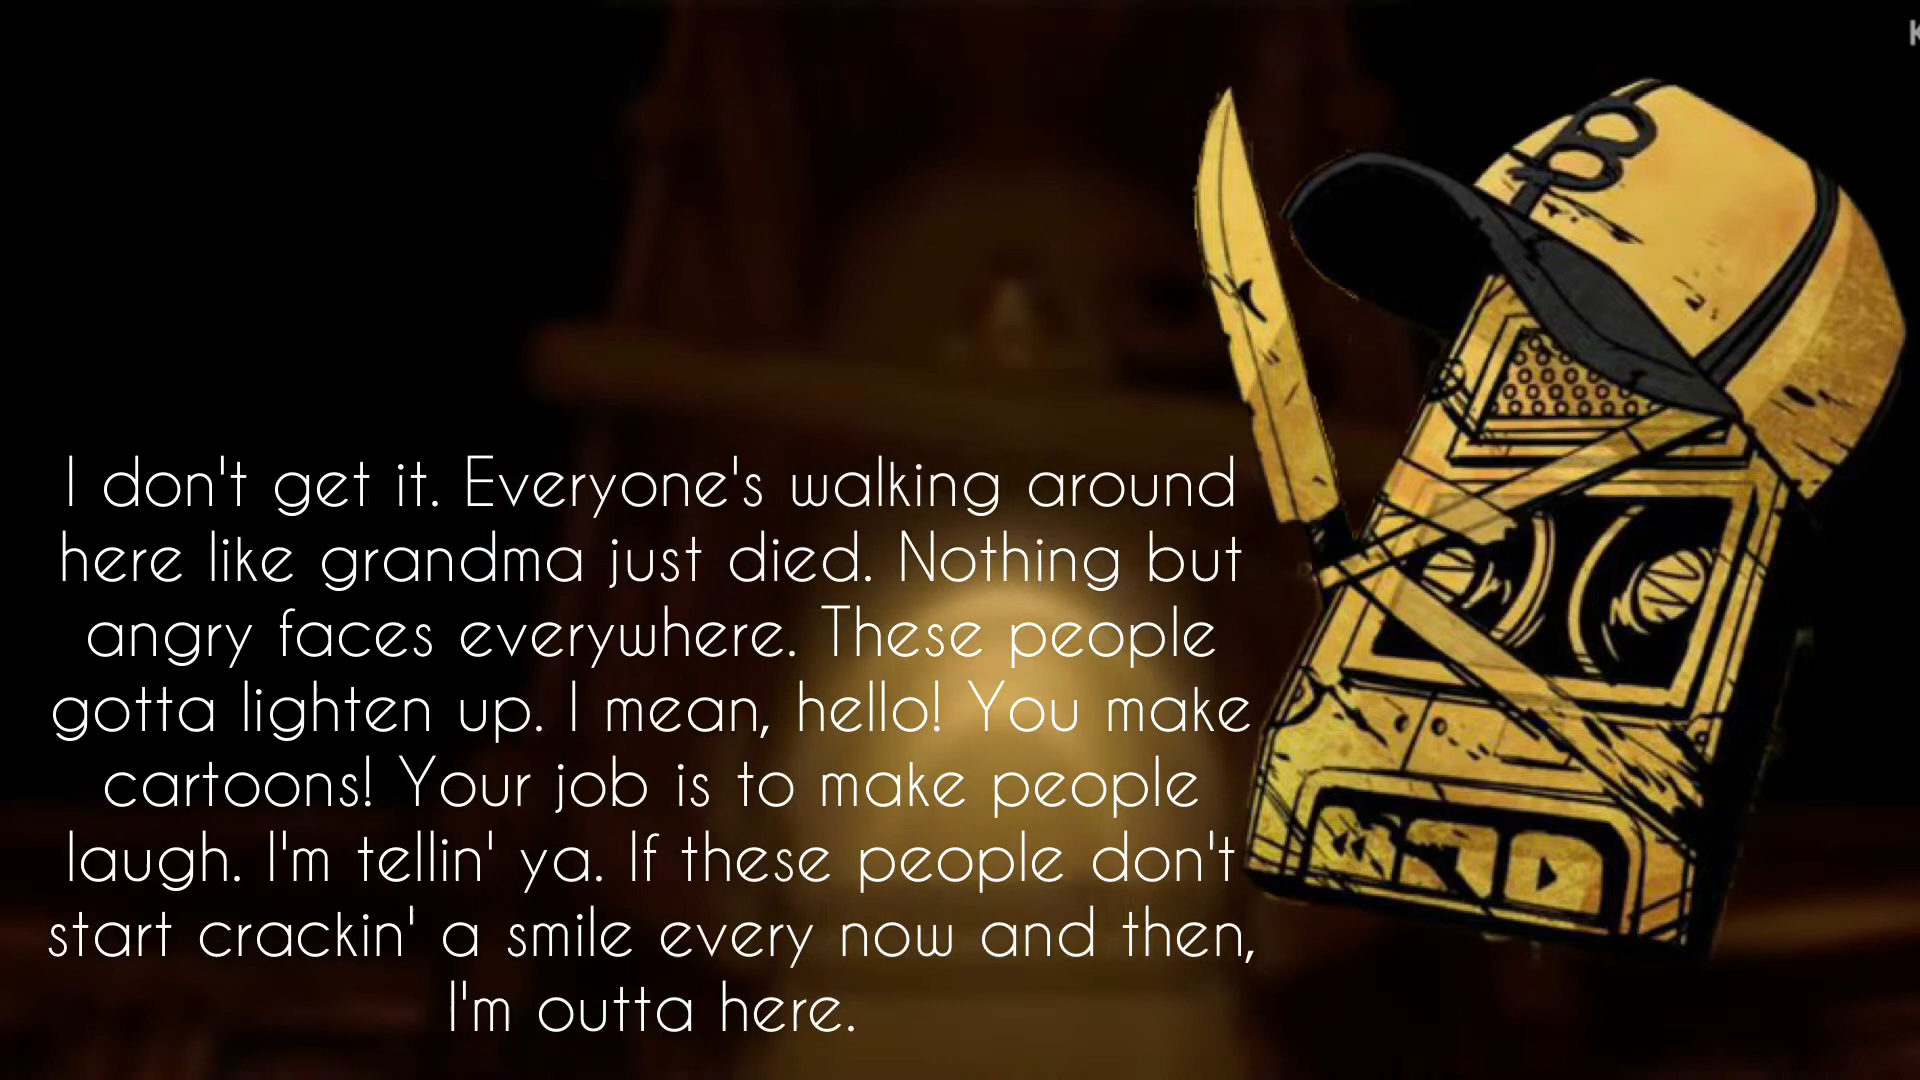 K
B
I don't get it. Everyone's walking around
here like grandma just died. Nothing but
angry faces everywhere. These people
gotta lighten up. I mean, hello! You make
cartoons! Your job is to make people
laugh. I'm tellin' ya. If these people don't
start crackin' a smile every now and then,
I'm outta here.